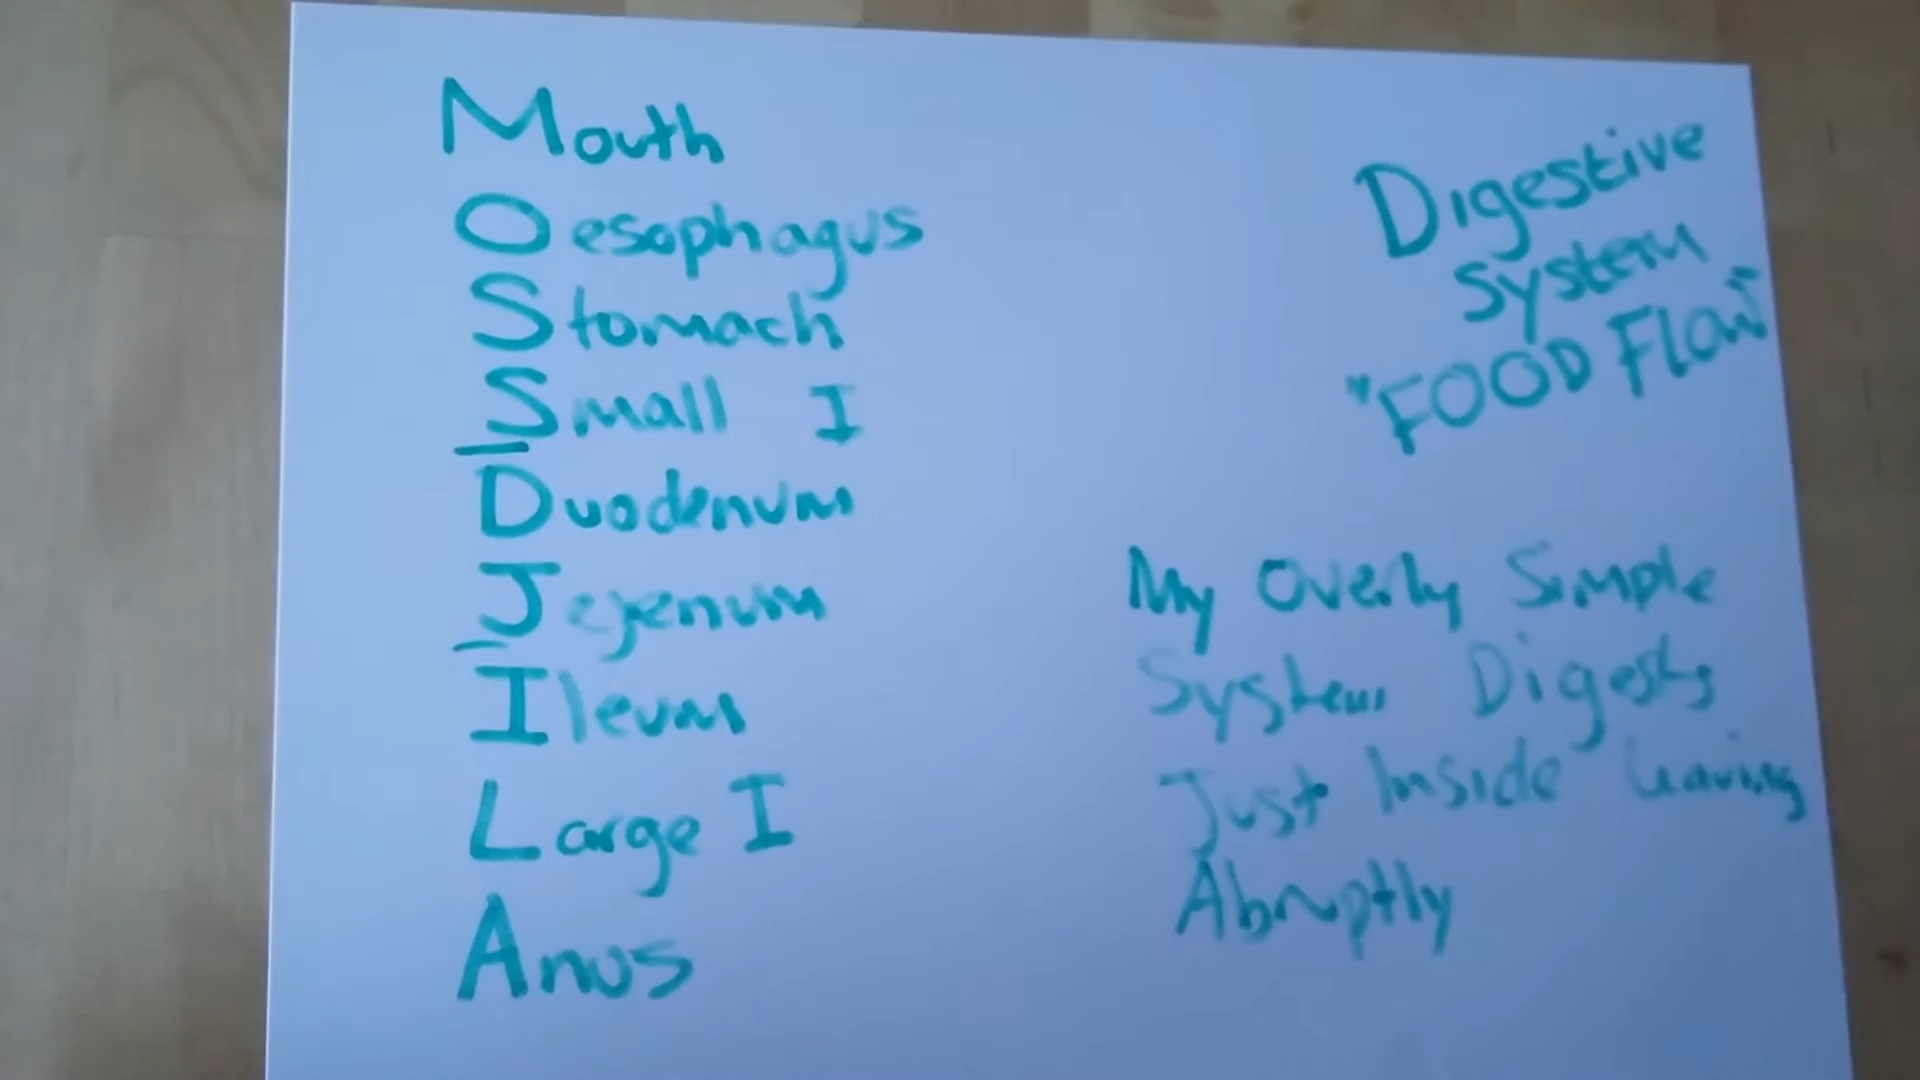 Mouth
Oesophagus
Stomach
Small I
Duodenum
Jejenum
Ileum
Large I
Anus
Digestive
System
"FOOD FLOW"
My Overly Simple
System Digests
Just Inside Leaving
Abruptly